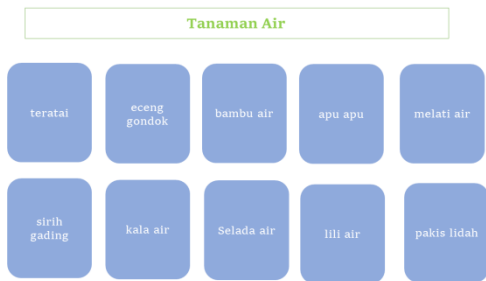 Tanaman Air
teratai
eceng
gondok
bambu air
apu apu
melati air
sirih
gading
kala air
Selada air
lili air
pakis lidah